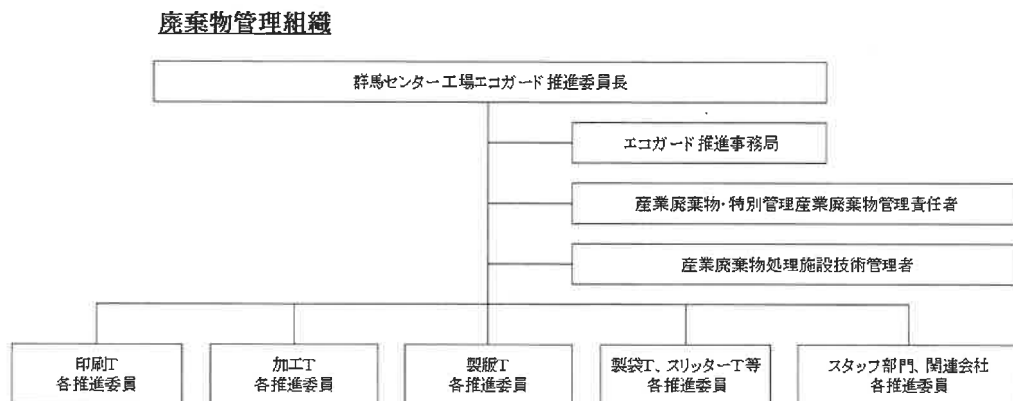 廃棄物管理組織
群馬センター工場エコガード推進委員長
エコガード推進事務局
産業廃棄物・特別管理産業廃棄物管理責任者
産業廃棄物処理施設技術管理者
印刷T
各推進委員
加工T
各推進委員
製版T
各推進委員
製袋T、スリッターT等
各推進委員
スタッフ部門、関連会社
各推進委員